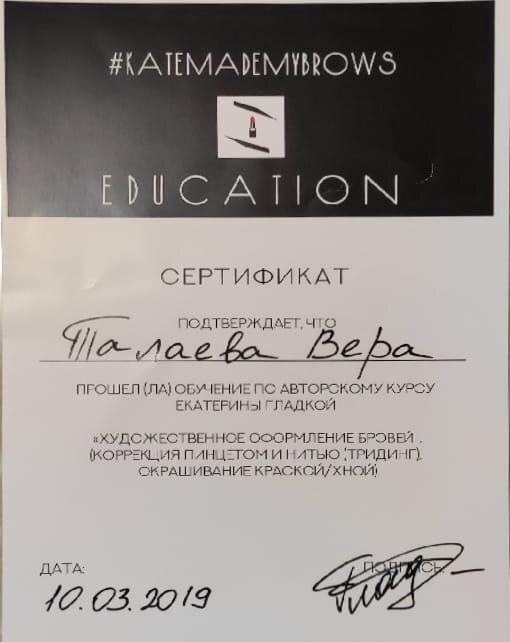 #KATEMADEMYBROWS
EDUCATION
СЕРТИФИКАТ
ПОДТВЕРЖДАЕТ, ЧТО
Талаева Вера
ПРОШЕЛ (ЛА) ОБУЧЕНИЕ ПО АВТОРСКОМУ КУРСУ
ЕКАТЕРИНЫ ГЛАДКОЙ
«ХУДОЖЕСТВЕННОЕ ОФОРМЛЕНИЕ БРОВЕЙ .
(КОРРЕКЦИЯ ПИНЦЕТОМ И НИТЬЮ (ТРИДИНГ),
ОКРАШИВАНИЕ КРАСКОЙ/ХНОЙ)
ДАТА: ПОДПИСЬ:
10.03.2019